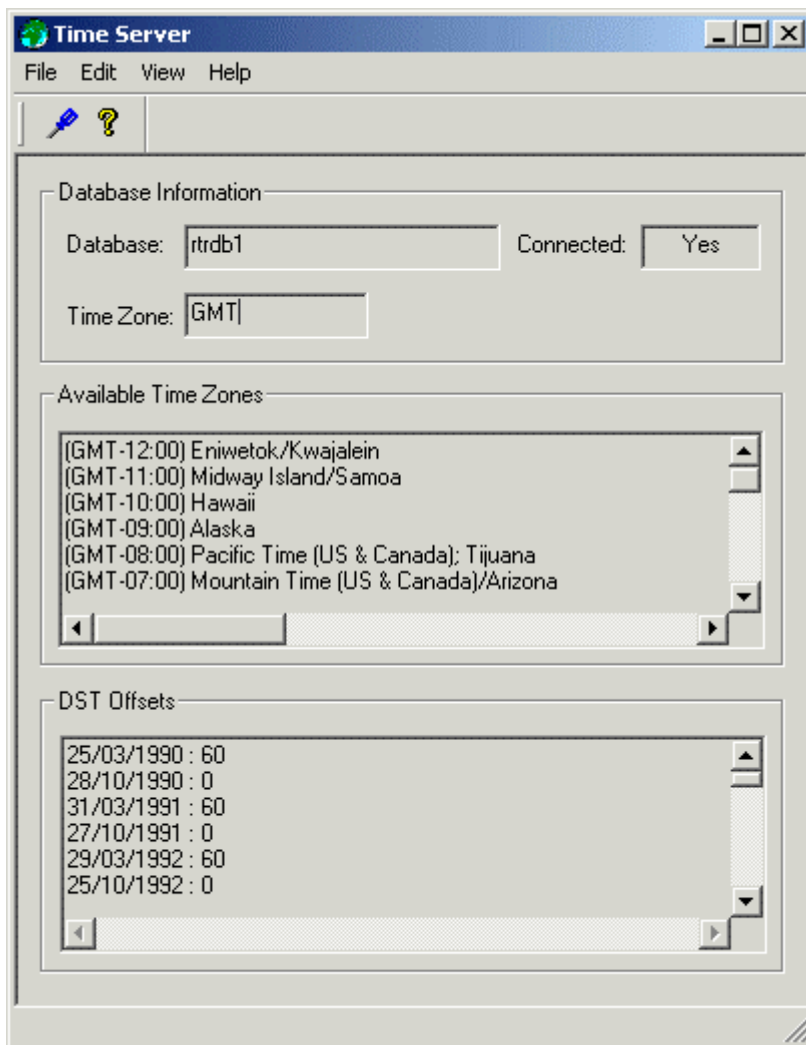 Time Server
File Edit View Help
Database Information
Database: rtrdb1 Connected: Yes
Time Zone: GMT
Available Time Zones
(GMT-12:00) Eniwetok/Kwajalein
(GMT-11:00) Midway Island/Samoa
(GMT-10:00) Hawaii
(GMT-09:00) Alaska
(GMT-08:00) Pacific Time (US & Canada); Tijuana
(GMT-07:00) Mountain Time (US & Canada)/Arizona
DST Offsets
25/03/1990 : 60
28/10/1990 : 0
31/03/1991 : 60
27/10/1991 : 0
29/03/1992 : 60
25/10/1992 : 0